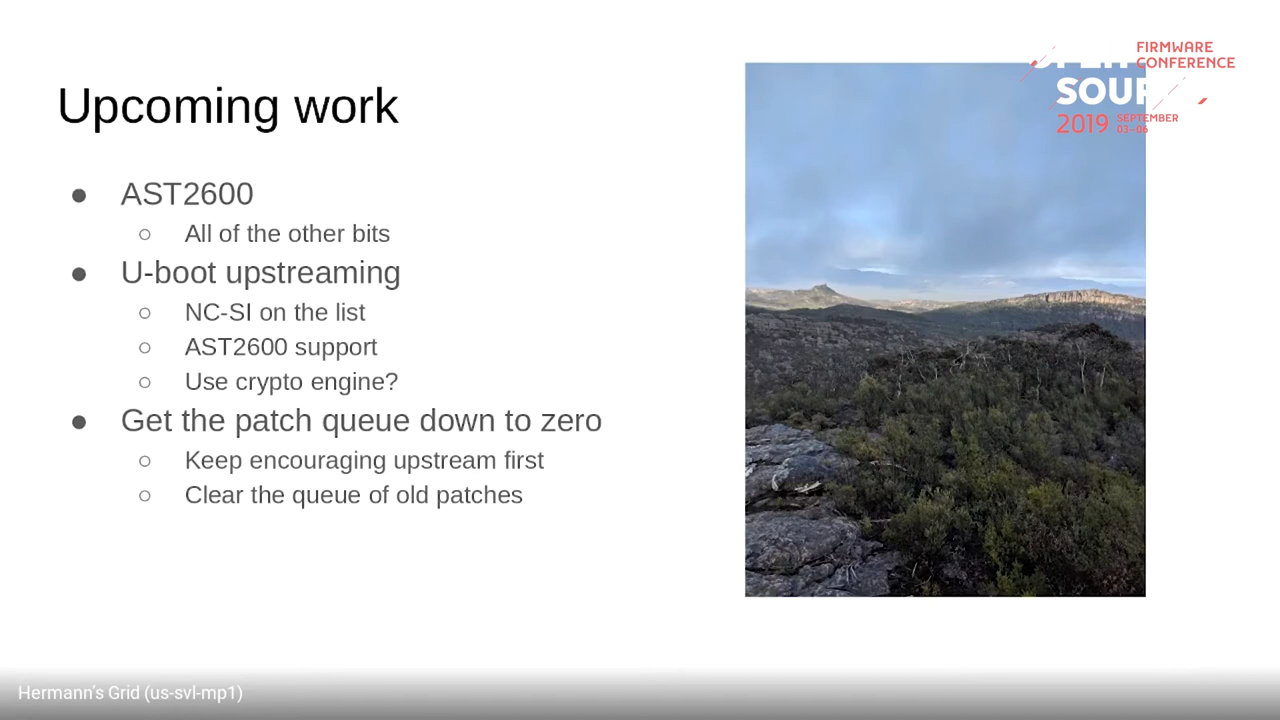 FIRMWARE
CONFERENCE
SOUR
2019 SEPTEMBER
03–06
Upcoming work
● AST2600
○ All of the other bits
● U-boot upstreaming
○ NC-SI on the list
○ AST2600 support
○ Use crypto engine?
● Get the patch queue down to zero
○ Keep encouraging upstream first
○ Clear the queue of old patches
Hermann's Grid (us-svl-mp1)